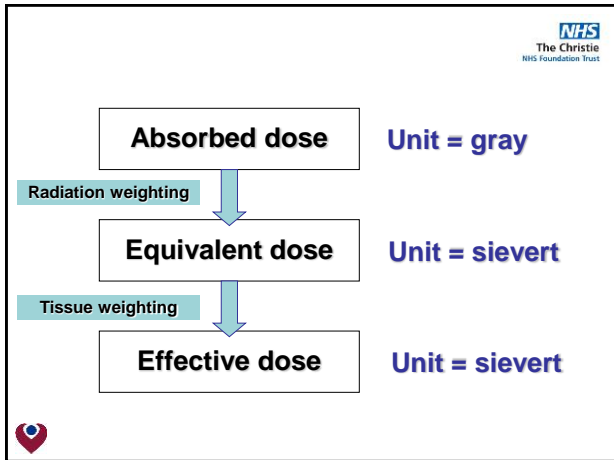 NHS
The Christie
NHS Foundation Trust
Absorbed dose
Unit = gray
Radiation weighting
Equivalent dose
Unit = sievert
Tissue weighting
Effective dose
Unit = sievert